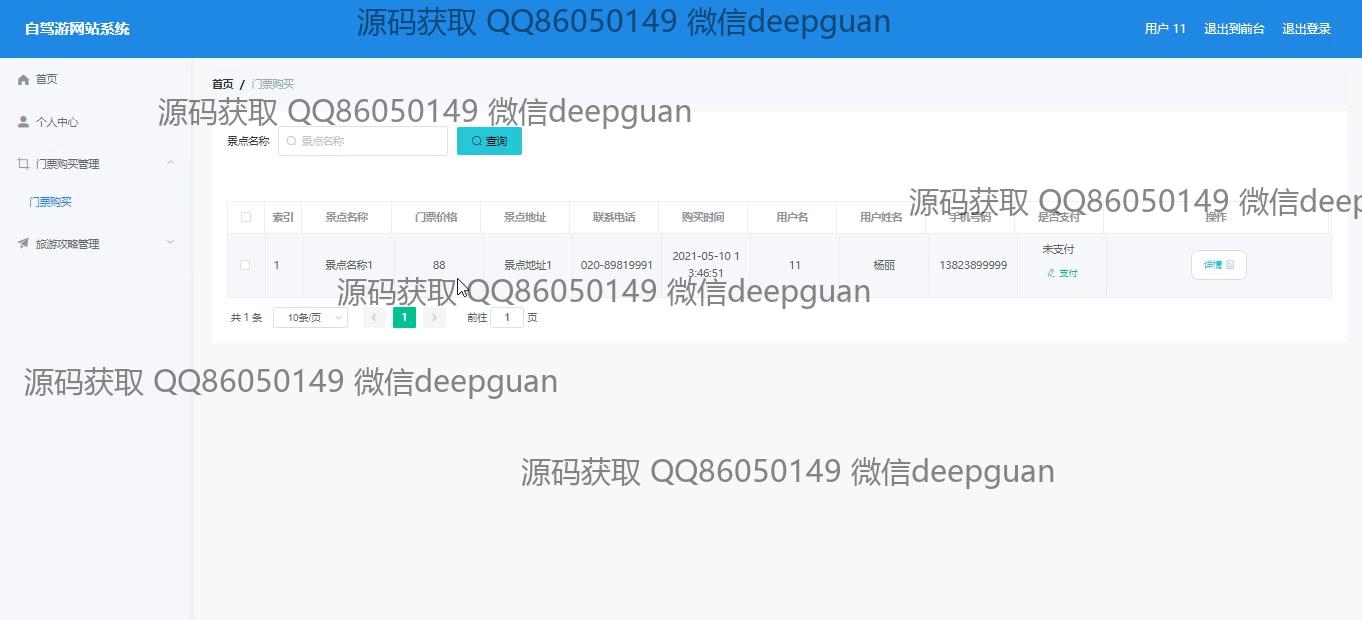 自驾游网站系统
源码获取 QQ86050149 微信deepguan
用户 11 退出到前台 退出登录
首页
个人中心
门票购买管理
门票购买
旅游攻略管理
首页 / 门票购买
源码获取 QQ86050149 微信deepguan
景点名称 景点名称 查询
源码获取 QQ86050149 微信deep
索引 景点名称 门票价格 景点地址 联系电话 购买时间 用户名 用户姓名 手机号码 是否支付 操作
1 景点名称1 88 景点地址1 020-89819991 2021-05-10 1 11 杨丽 13823899999 未支付 详情
3:46:51 支付
源码获取 QQ86050149 微信deepguan
共 1 条 10条/页 1 前往 1 页
源码获取 QQ86050149 微信deepguan
源码获取 QQ86050149 微信deepguan